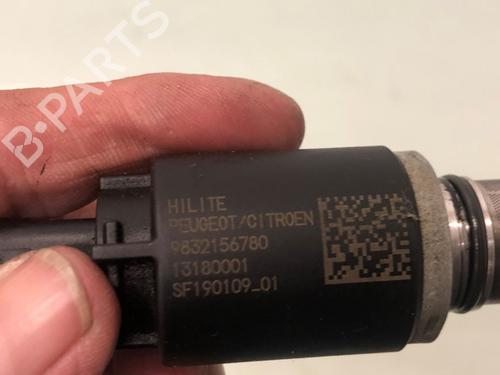 B-PARTS
HILITE
PEUGEOT/CITROEN
9832156780
13180001
SF190109_01